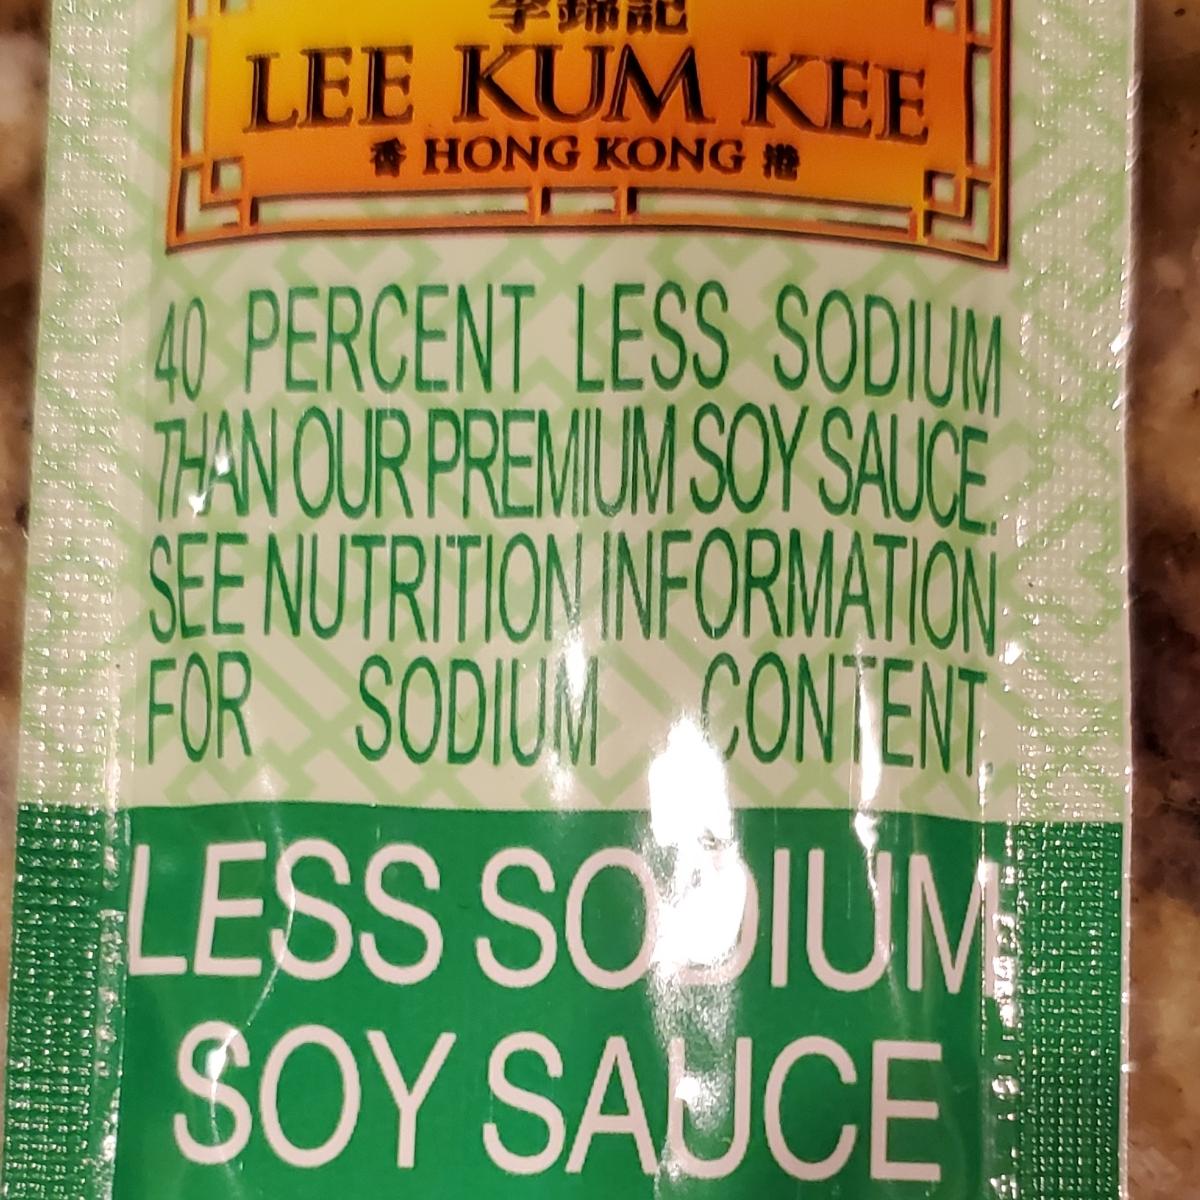 李錦記
LEE KUM KEE
香 HONG KONG 港
40 PERCENT LESS SODIUM
THAN OUR PREMIUM SOY SAUCE.
SEE NUTRITION INFORMATION
FOR SODIUM CONTENT.
LESS SODIUM
SOY SAUCE